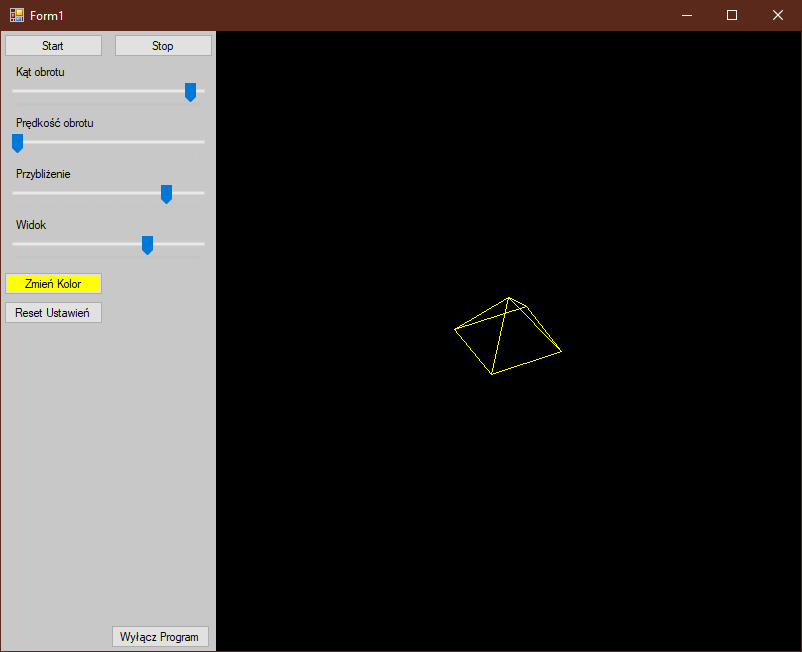 Form1
Start Stop
Kąt obrotu
Prędkość obrotu
Przybliżenie
Widok
Zmień Kolor
Reset Ustawień
Wyłącz Program